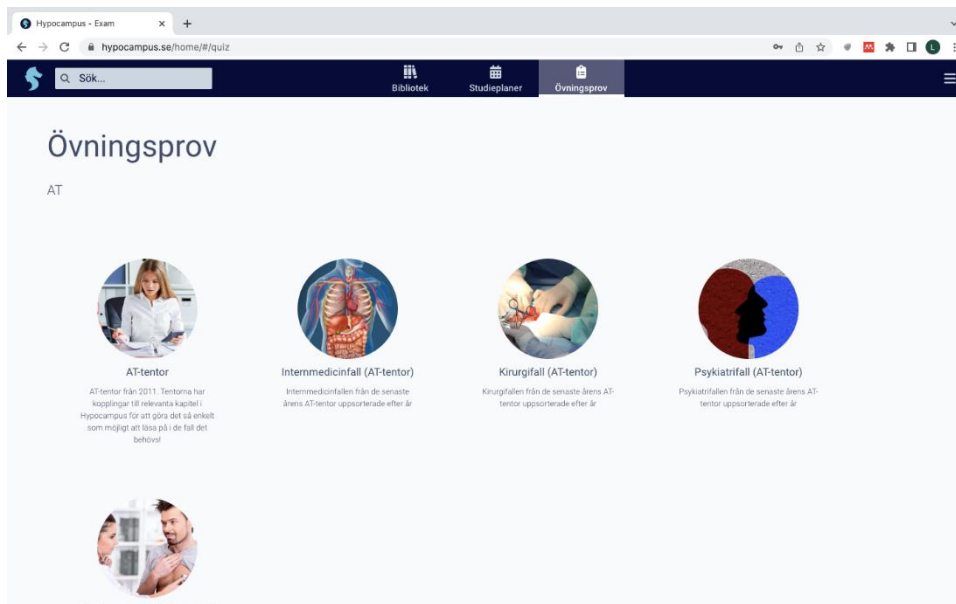 Hypocampus - Exam
hypocampus.se/home/#/quiz
L
Sök...
Bibliotek
Studieplaner
Övningsprov
Övningsprov
AT
AT-tentor
AT-tentor från 2011. Tentorna har
kopplingar till relevanta kapitel i
Hypocampus för att göra det så enkelt
som möjligt att läsa på i de fall det
behövs!
Internmedicinfall (AT-tentor)
Internmedicinfallen från de senaste
årens AT-tentor uppsorterade efter år
Kirurgifall (AT-tentor)
Kirurgifallen från de senaste årens AT-
tentor uppsorterade efter år
Psykiatrifall (AT-tentor)
Psykiatrifallen från de senaste årens AT-
tentor uppsorterade efter år